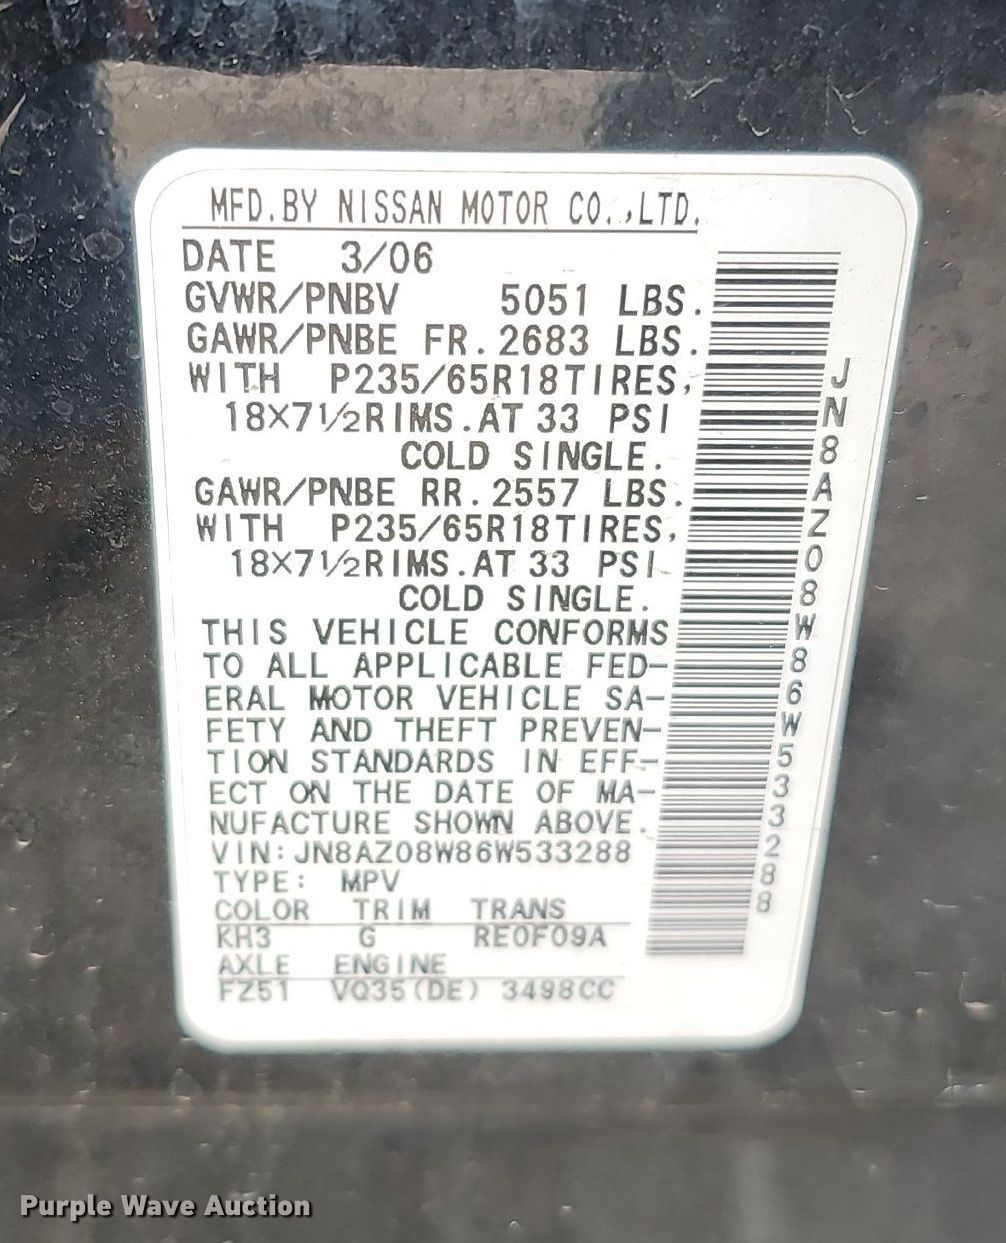 MFD.BY NISSAN MOTOR CO.,LTD.
DATE 3/06
GVWR/PNBV 5051 LBS.
GAWR/PNBE FR.2683 LBS.
WITH P235/65R18TIRES,
18X7½RIMS.AT 33 PSI
COLD SINGLE.
GAWR/PNBE RR.2557 LBS.
WITH P235/65R18TIRES,
18X7½RIMS.AT 33 PSI
COLD SINGLE.
THIS VEHICLE CONFORMS
TO ALL APPLICABLE FED-
ERAL MOTOR VEHICLE SA-
FETY AND THEFT PREVEN-
TION STANDARDS IN EFF-
ECT ON THE DATE OF MA-
NUFACTURE SHOWN ABOVE.
VIN:JN8AZ08W86W533288
TYPE: MPV
COLOR TRIM TRANS
KH3 G RE0F09A
AXLE ENGINE
FZ51 VQ35(DE) 3498CC
JN8AZ08W86W533288
Purple Wave Auction